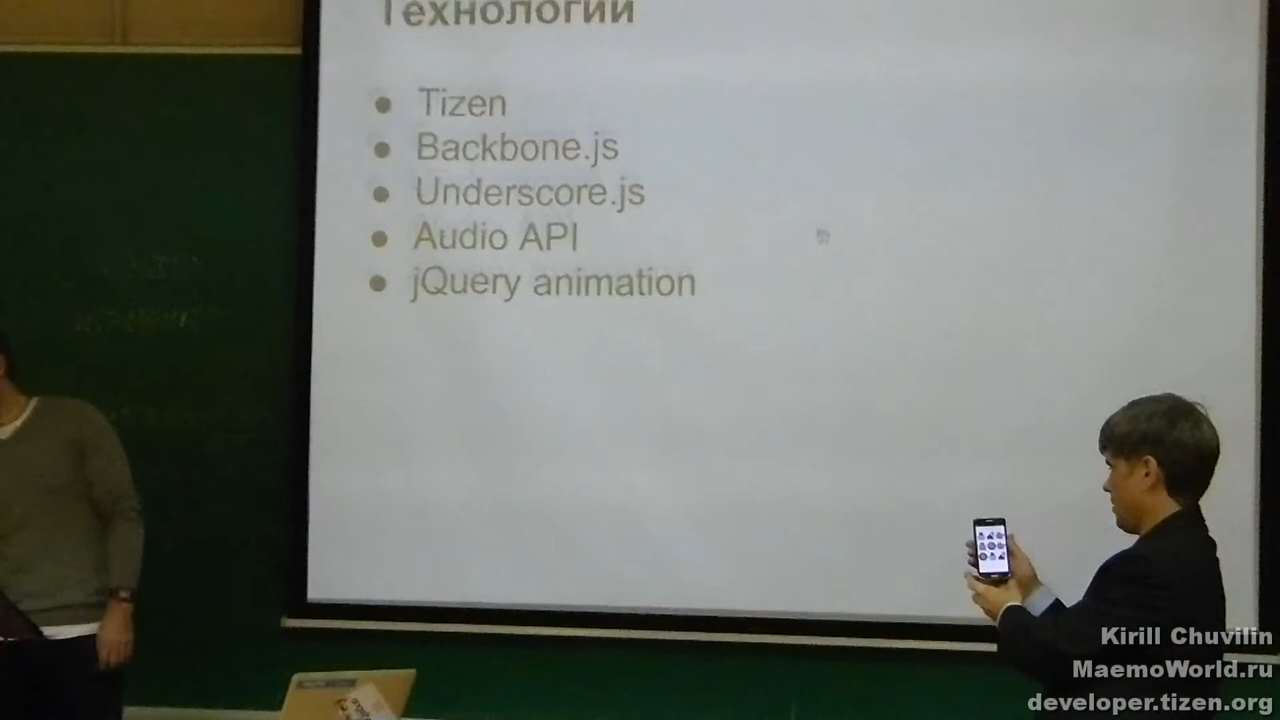 Технологии
Tizen
Backbone.js
Underscore.js
Audio API
jQuery animation
Kirill Chuvilin
MaemoWorld.ru
developer.tizen.org